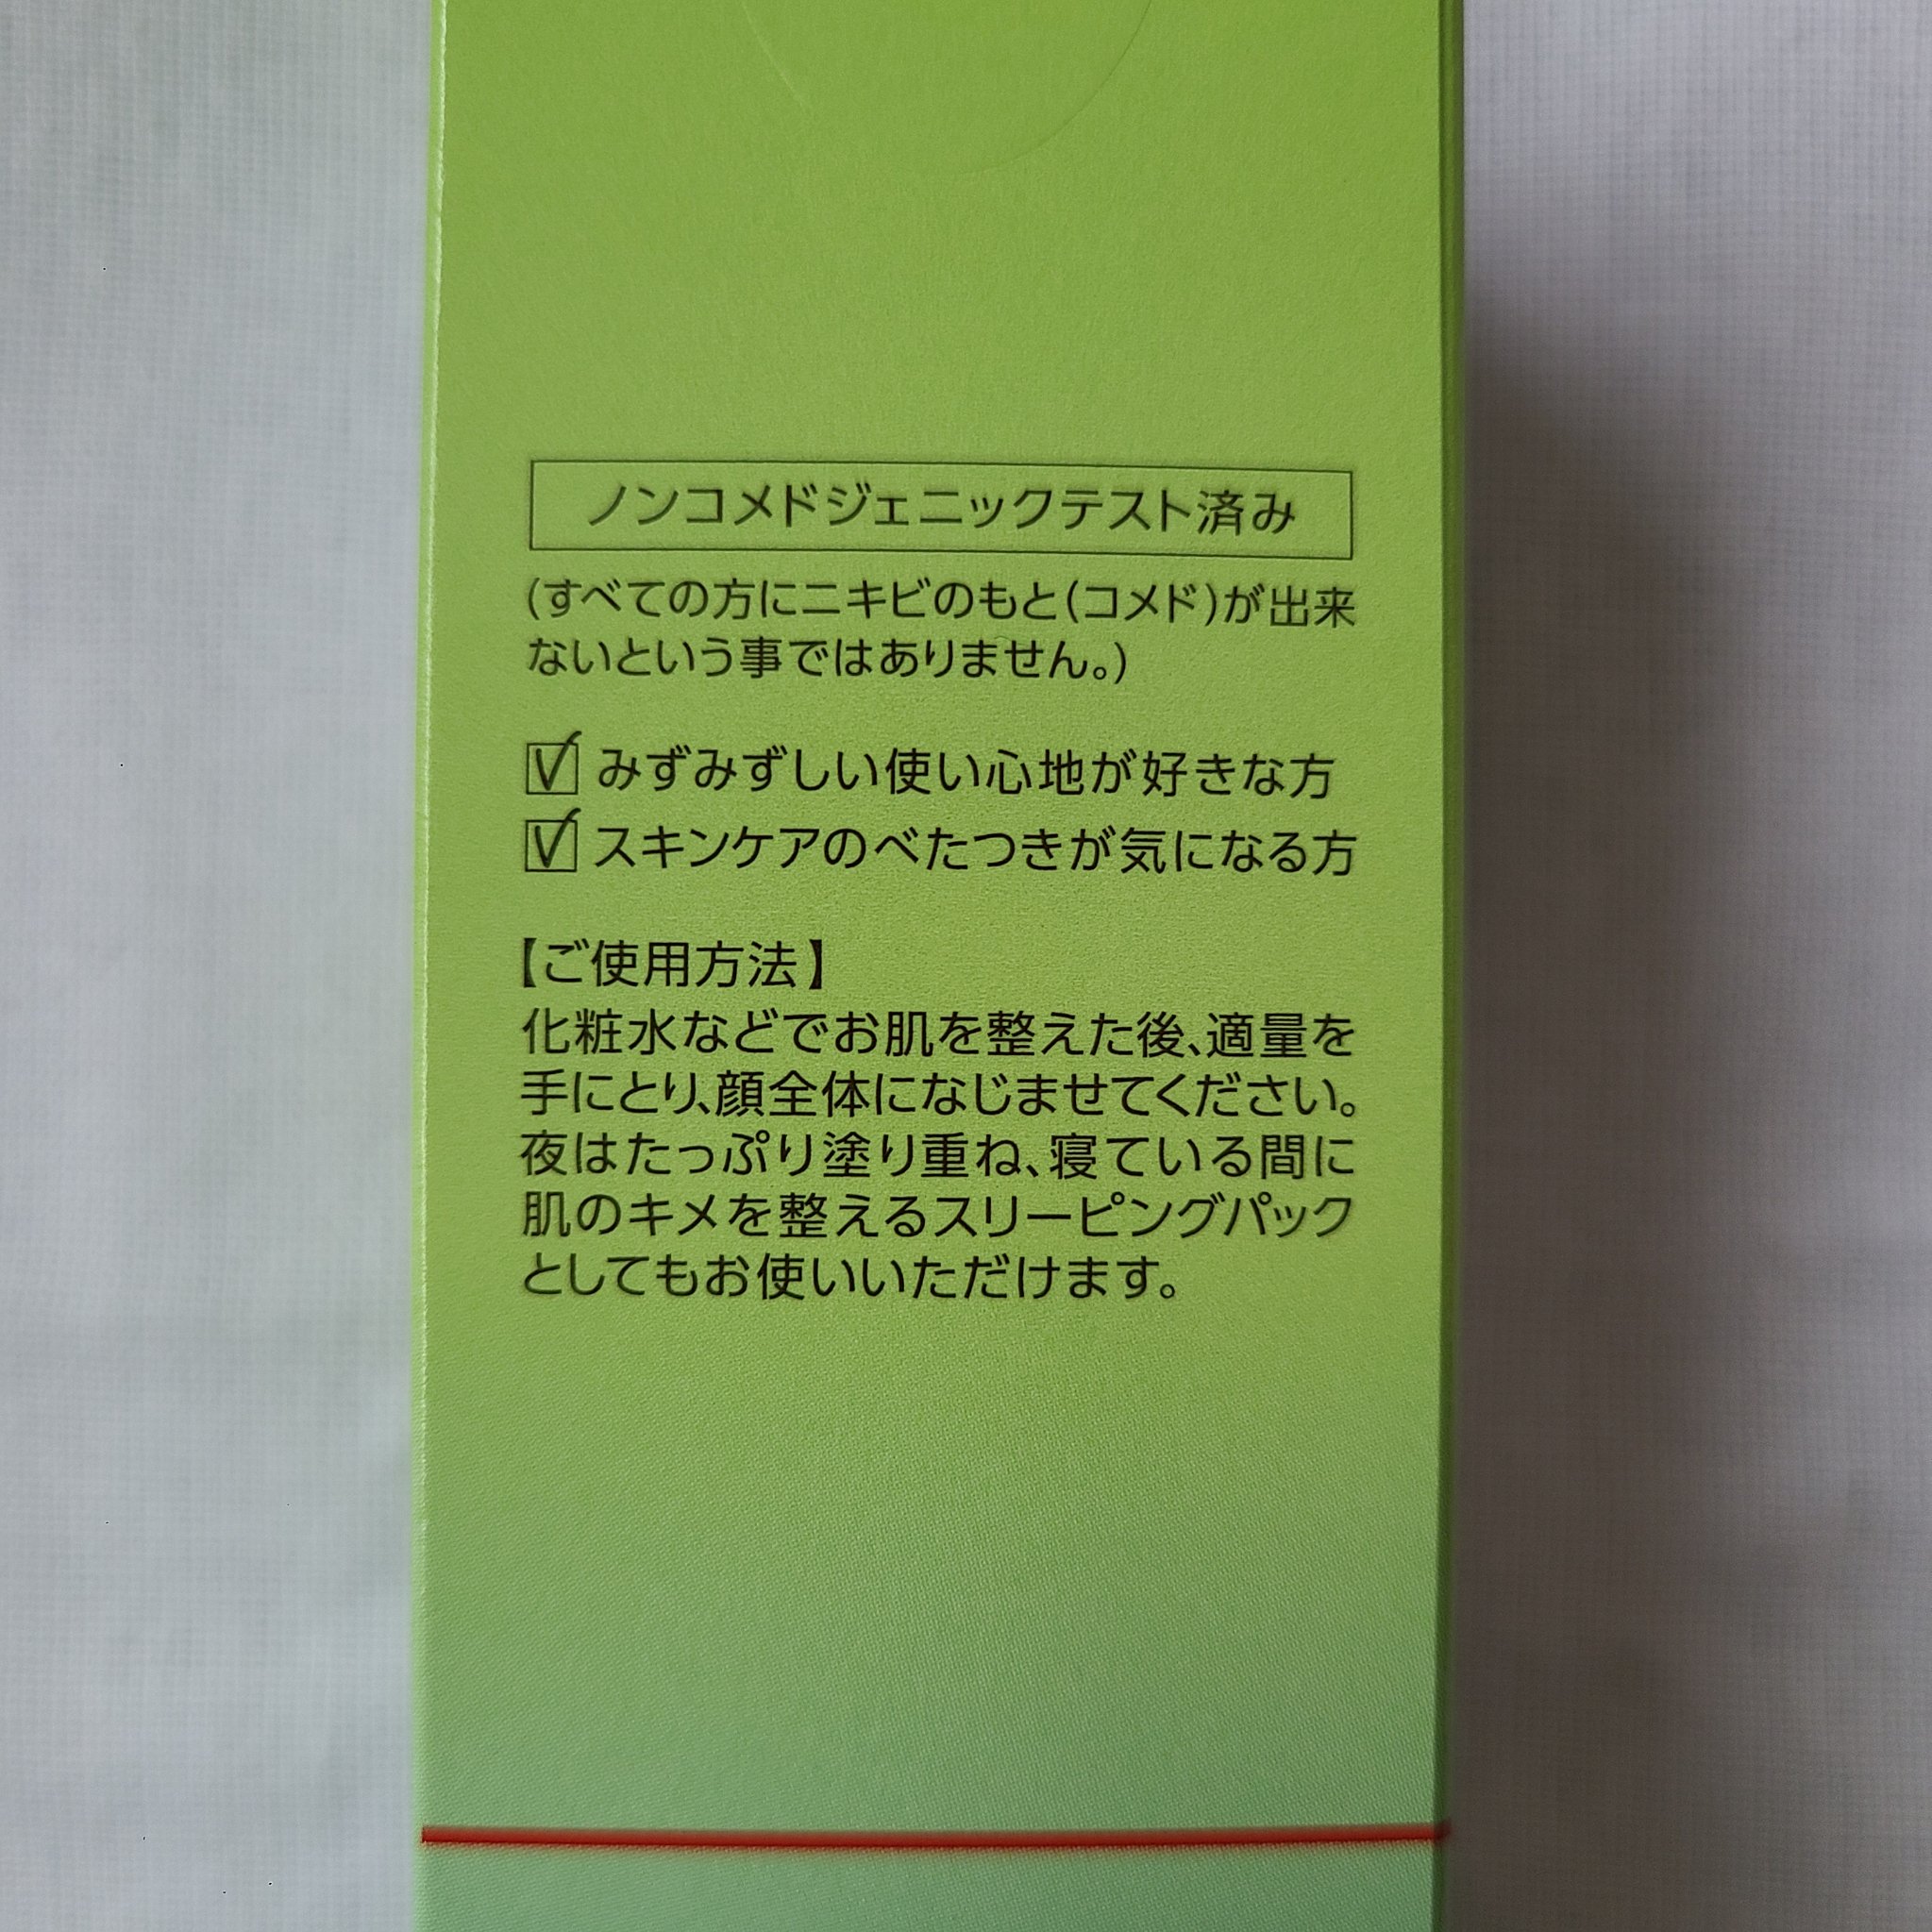 ノンコメドジェニックテスト済み
(すべての方にニキビのもと(コメド)が出来
ないという事ではありません。)
☑ みずみずしい使い心地が好きな方
☑ スキンケアのべたつきが気になる方
【ご使用方法】
化粧水などでお肌を整えた後、適量を
手にとり、顔全体になじませてください。
夜はたっぷり塗り重ね、寝ている間に
肌のキメを整えるスリーピングパック
としてもお使いいただけます。